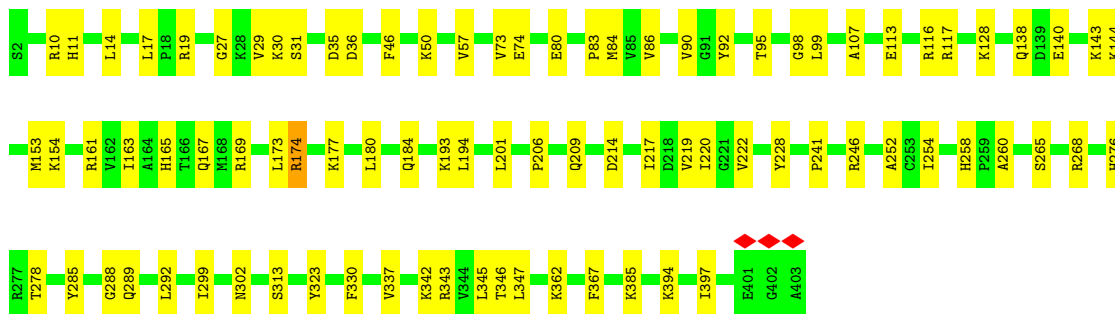 S2 R10 H11 L14 L17 P18 R19 G27 K28 V29 K30 S31 D35 D36 F46 K50 V57 V73 E74 E80 P83 M84 V85 V86 V90 G91 Y92 T95 G98 L99 A107 E113 R116 R117 K128 Q138 D139 E140 K143 K144
M153 K154 R161 V162 I163 A164 H165 T166 Q167 M168 R169 L173 R174 K177 L180 Q184 K193 L194 L201 P206 Q209 D214 I217 D218 V219 I220 G221 V222 Y228 P241 R246 A252 C253 I254 H258 P259 A260 S265 R268 H276
R277 T278 Y285 G288 Q289 L292 I299 N302 S313 Y323 F330 V337 K342 R343 V344 L345 T346 L347 K362 F367 K385 K394 I397 E401 G402 A403